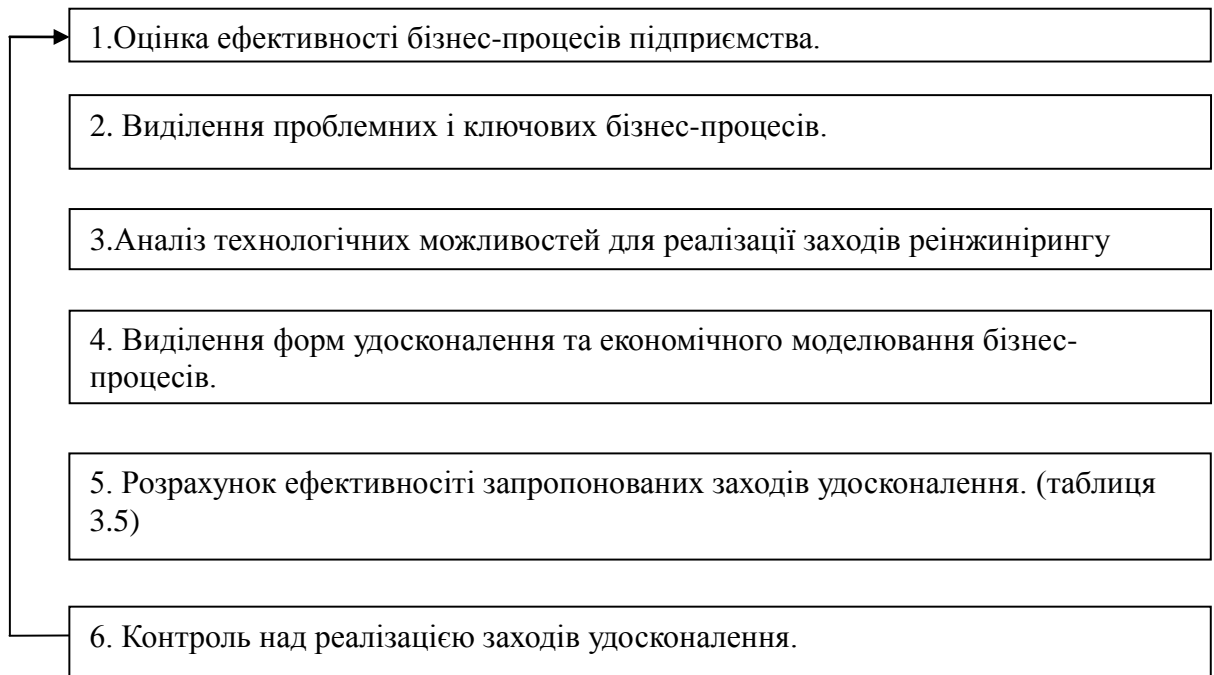 1.Оцінка ефективності бізнес-процесів підприємства.
2. Виділення проблемних і ключових бізнес-процесів.
3.Аналіз технологічних можливостей для реалізації заходів реінжинірингу
4. Виділення форм удосконалення та економічного моделювання бізнес-
процесів.
5. Розрахунок ефективносіті запропонованих заходів удосконалення. (таблиця
3.5)
6. Контроль над реалізацією заходів удосконалення.